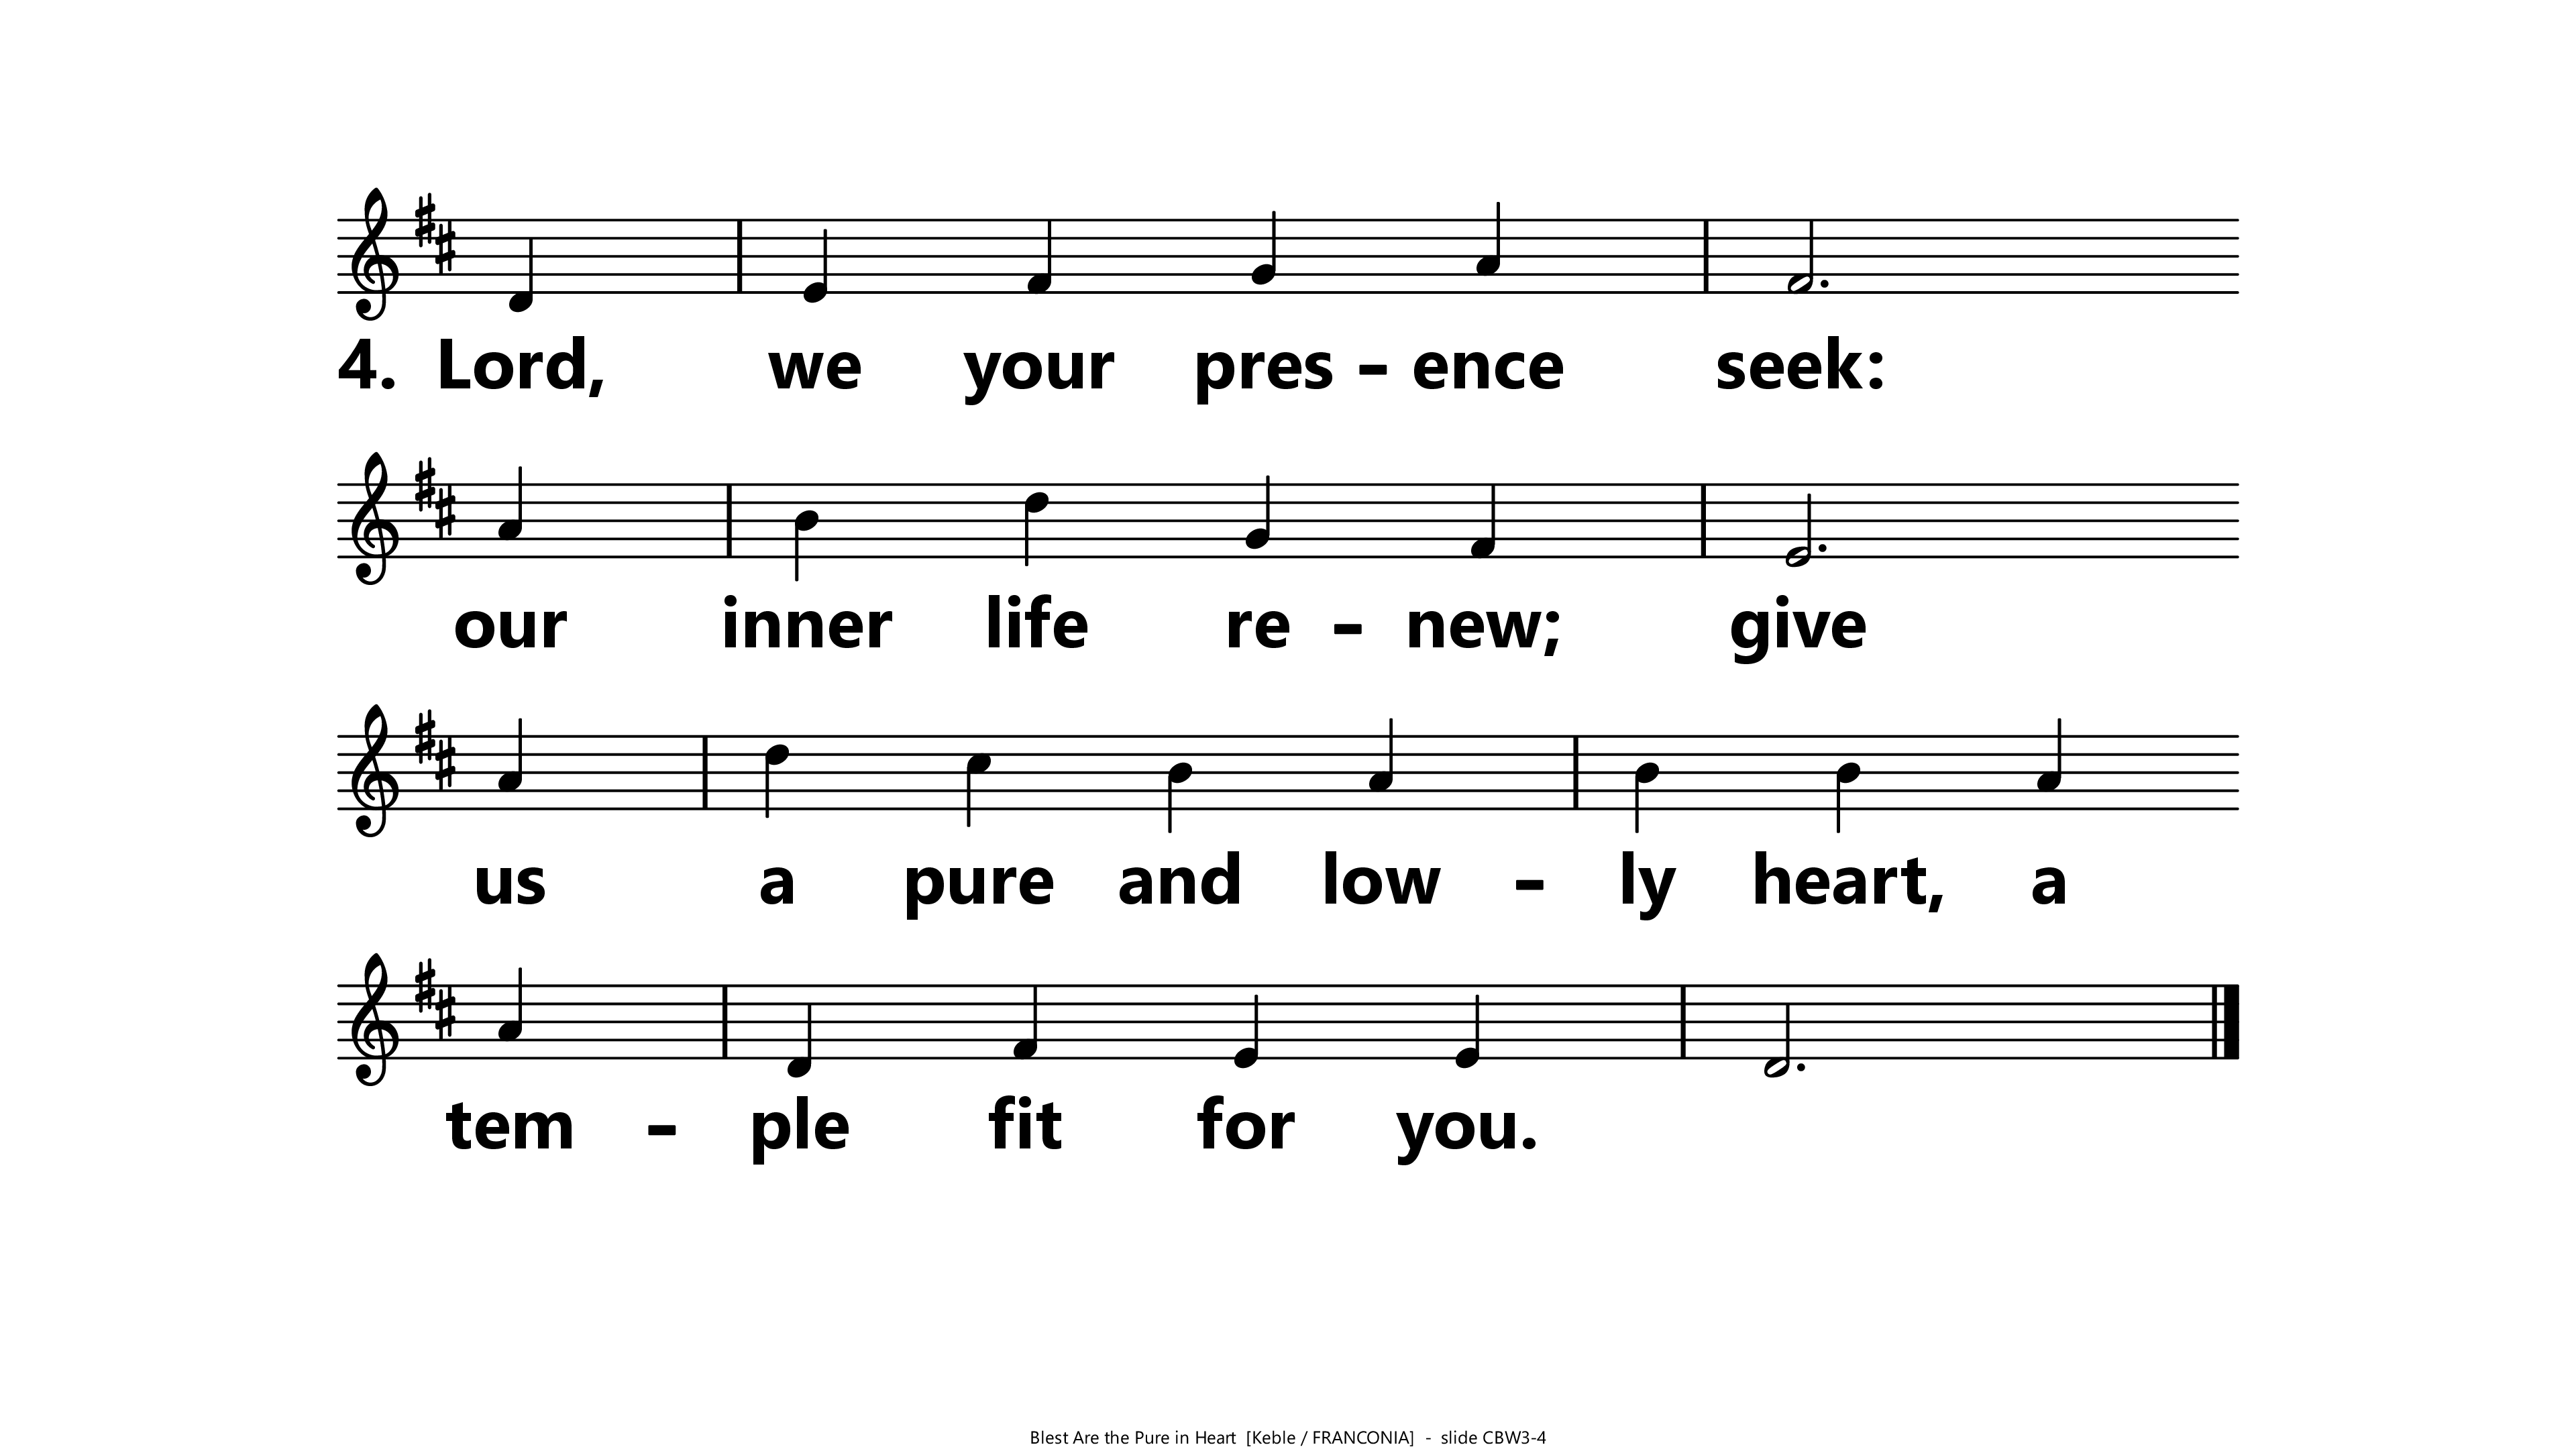 4. Lord, we your pres - ence seek:
our inner life re - new; give
us a pure and low - ly heart, a
tem - ple fit for you.
Blest Are the Pure in Heart [Keble / FRANCONIA] - slide CBW3-4